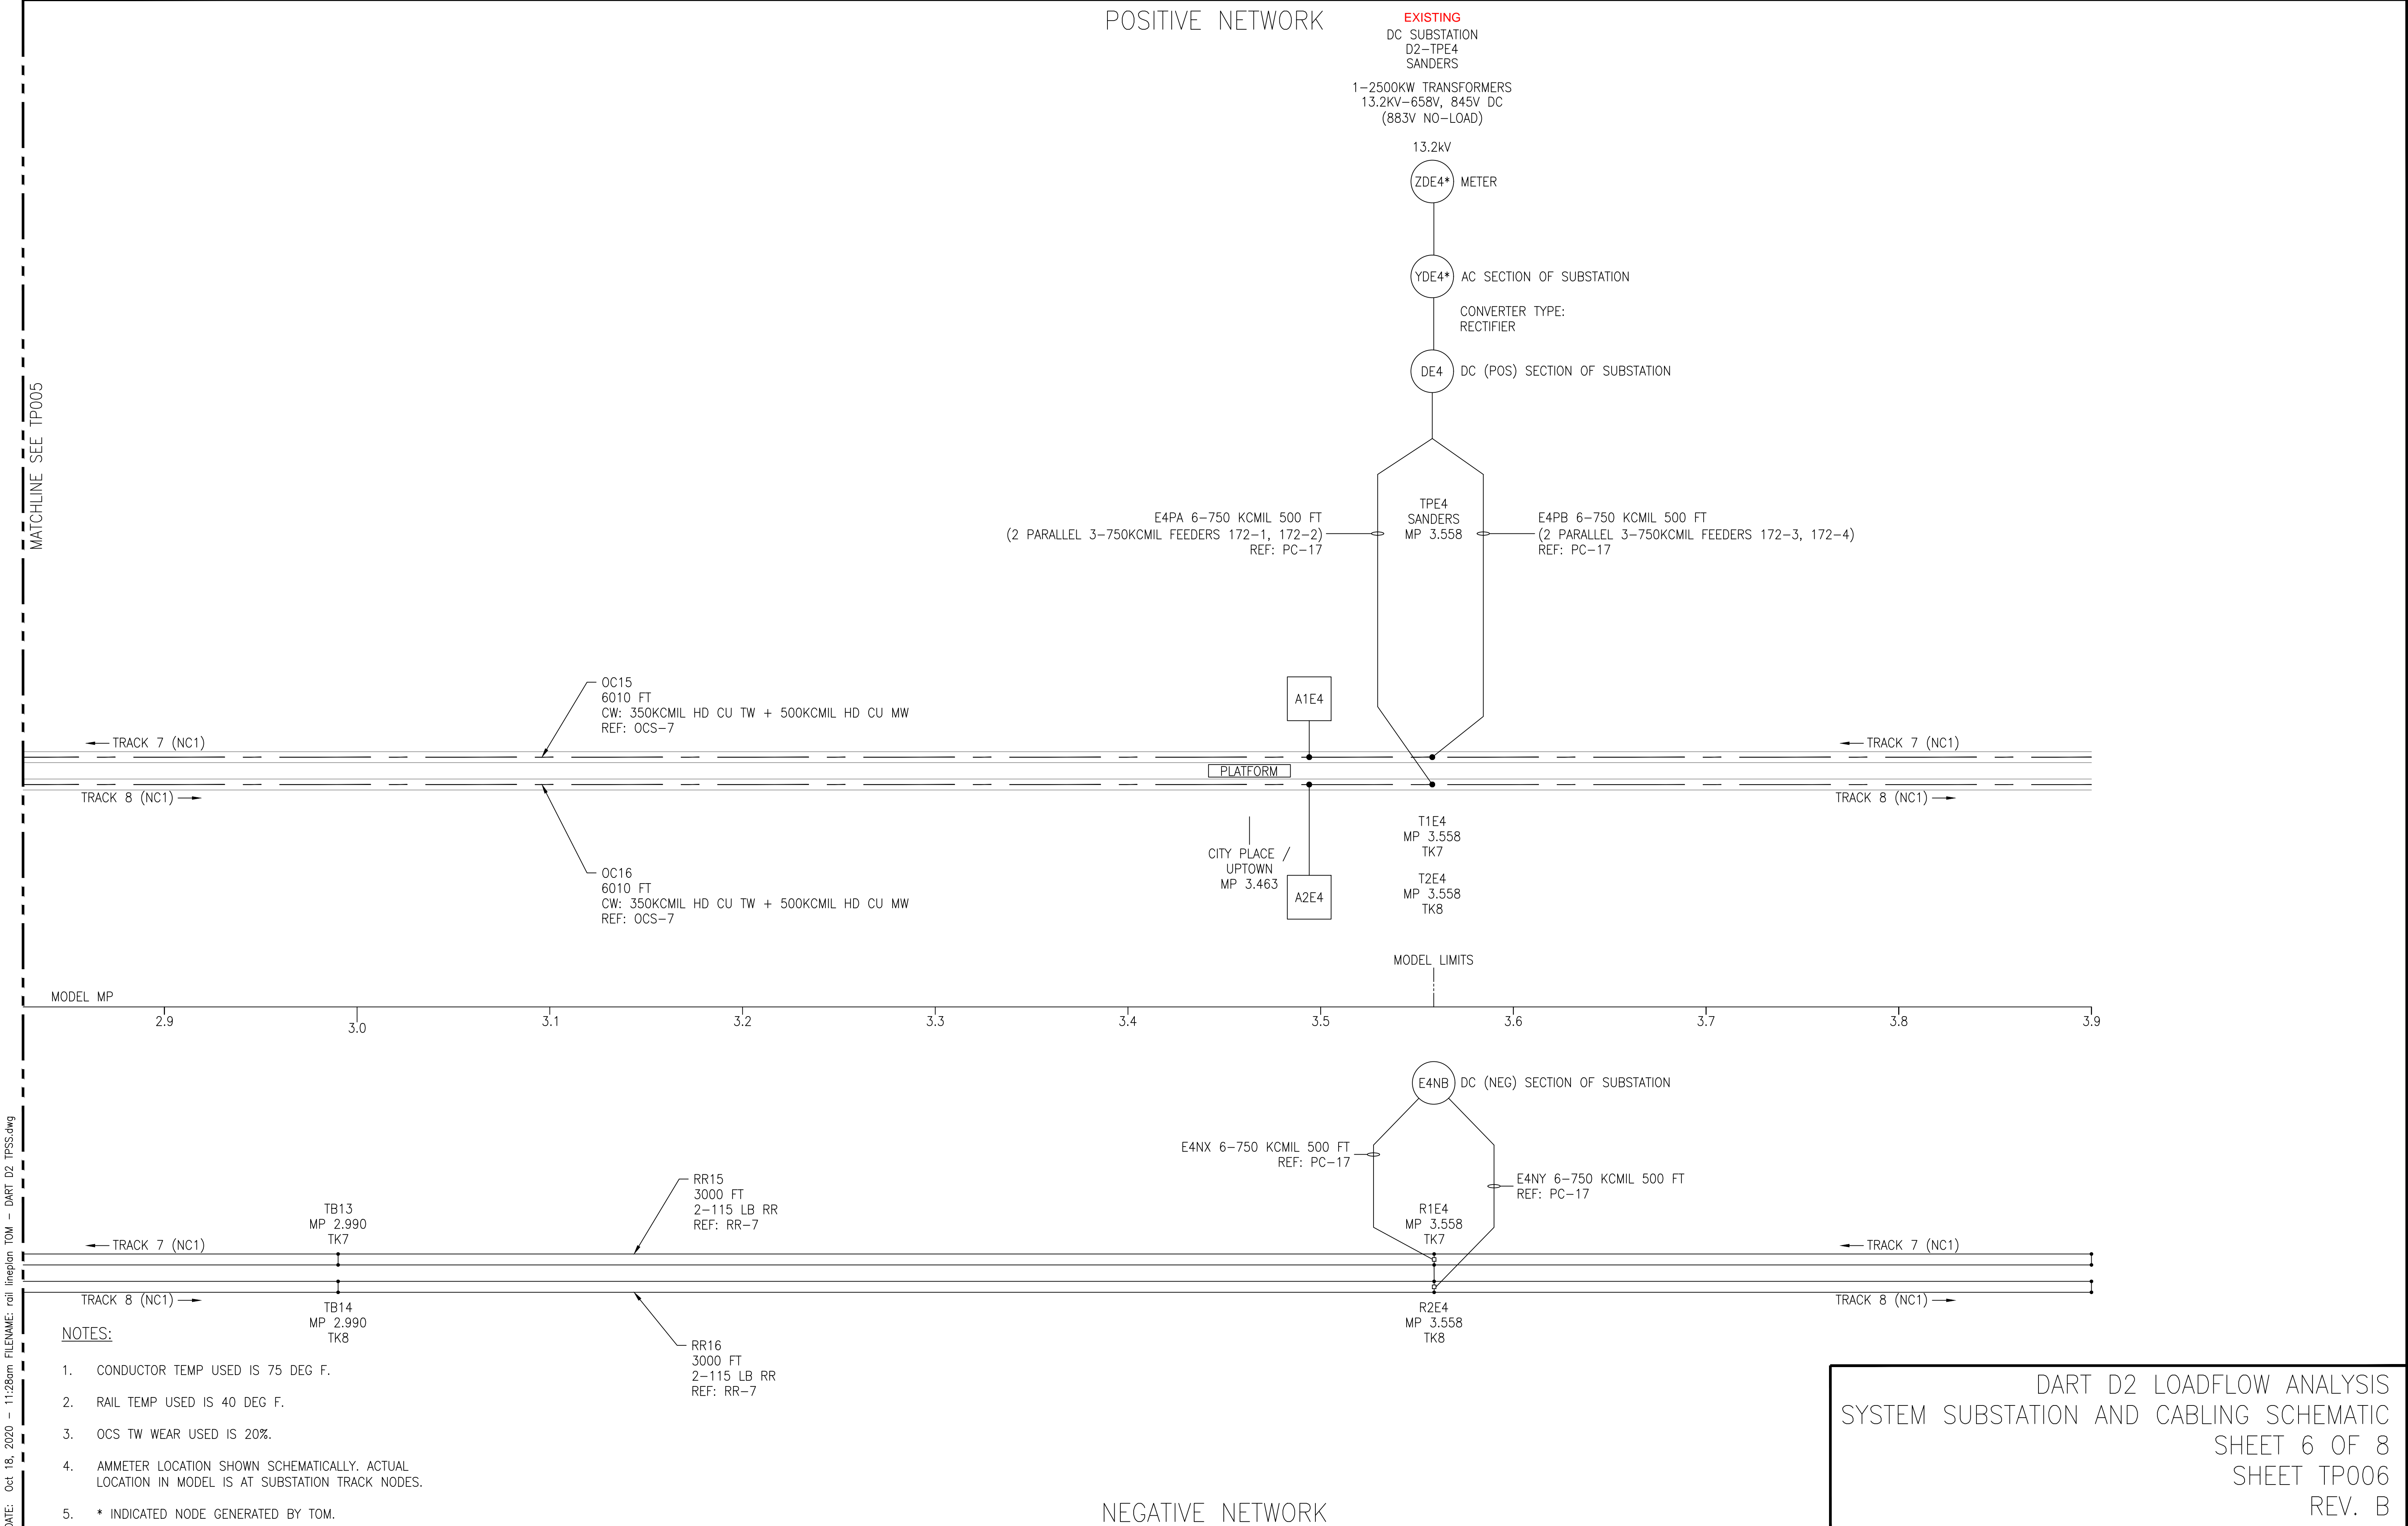 POSITIVE NETWORK
EXISTING
DC SUBSTATION
D2-TPE4
SANDERS
1-2500KW TRANSFORMERS
13.2KV-658V, 845V DC
(883V NO-LOAD)
13.2kV
ZDE4* METER
YDE4* AC SECTION OF SUBSTATION
CONVERTER TYPE:
RECTIFIER
DE4 DC (POS) SECTION OF SUBSTATION
MATCHLINE SEE TP005
E4PA 6-750 KCMIL 500 FT
(2 PARALLEL 3-750KCMIL FEEDERS 172-1, 172-2)
REF: PC-17
TPE4
SANDERS
MP 3.558
E4PB 6-750 KCMIL 500 FT
(2 PARALLEL 3-750KCMIL FEEDERS 172-3, 172-4)
REF: PC-17
OC15
6010 FT
CW: 350KCMIL HD CU TW + 500KCMIL HD CU MW
REF: OCS-7
A1E4
TRACK 7 (NC1)
TRACK 7 (NC1)
PLATFORM
TRACK 8 (NC1)
TRACK 8 (NC1)
CITY PLACE /
UPTOWN
MP 3.463
A2E4
T1E4
MP 3.558
TK7
T2E4
MP 3.558
TK8
OC16
6010 FT
CW: 350KCMIL HD CU TW + 500KCMIL HD CU MW
REF: OCS-7
MODEL LIMITS
MODEL MP
2.9 3.0 3.1 3.2 3.3 3.4 3.5 3.6 3.7 3.8 3.9
E4NB DC (NEG) SECTION OF SUBSTATION
E4NX 6-750 KCMIL 500 FT
REF: PC-17
E4NY 6-750 KCMIL 500 FT
REF: PC-17
RR15
3000 FT
2-115 LB RR
REF: RR-7
TB13
MP 2.990
TK7
R1E4
MP 3.558
TK7
TRACK 7 (NC1)
TRACK 7 (NC1)
TRACK 8 (NC1)
TRACK 8 (NC1)
TB14
MP 2.990
TK8
R2E4
MP 3.558
TK8
RR16
3000 FT
2-115 LB RR
REF: RR-7
NOTES:
1. CONDUCTOR TEMP USED IS 75 DEG F.
2. RAIL TEMP USED IS 40 DEG F.
3. OCS TW WEAR USED IS 20%.
4. AMMETER LOCATION SHOWN SCHEMATICALLY. ACTUAL
LOCATION IN MODEL IS AT SUBSTATION TRACK NODES.
5. * INDICATED NODE GENERATED BY TOM.
NEGATIVE NETWORK
DART D2 LOADFLOW ANALYSIS
SYSTEM SUBSTATION AND CABLING SCHEMATIC
SHEET 6 OF 8
SHEET TP006
REV. B
DATE: Oct 18, 2020 - 11:28am FILENAME: rail lineplan TOM - DART D2 TPSS.dwg